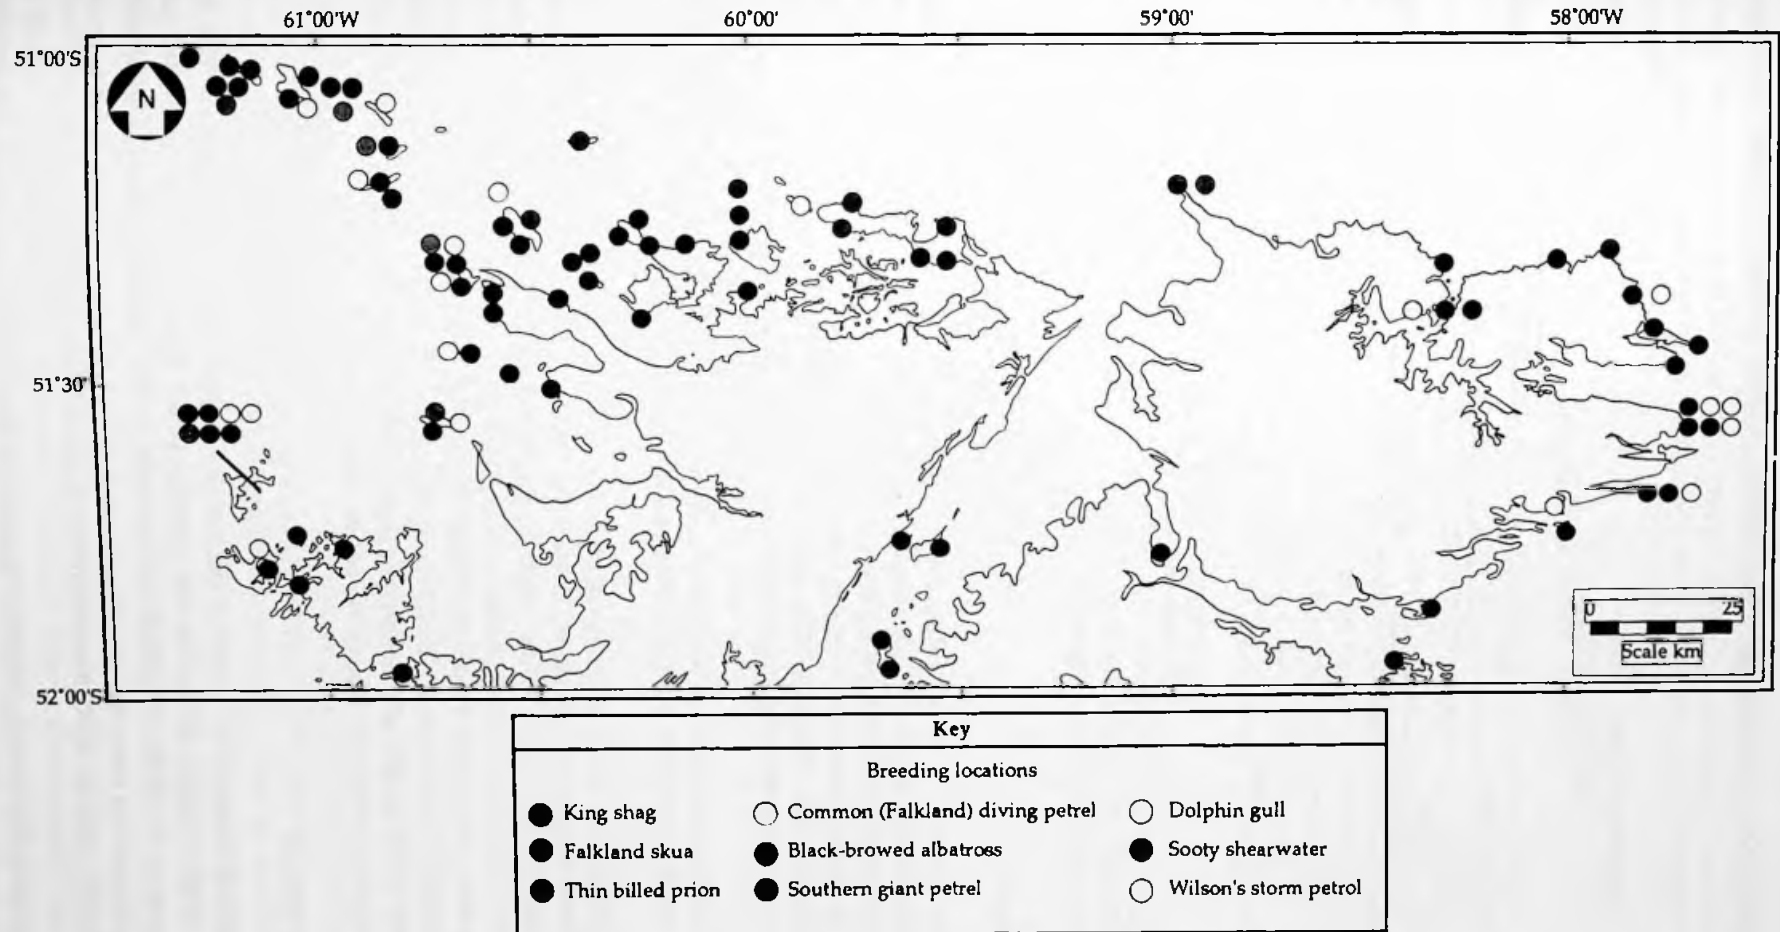 61°00'W 60°00' 59°00' 58°00'W
51°00'S
N
51°30'
52°00'S
0 25
Scale km
Key
Breeding locations
King shag
Falkland skua
Thin billed prion
Common (Falkland) diving petrel
Black-browed albatross
Southern giant petrel
Dolphin gull
Sooty shearwater
Wilson's storm petrol